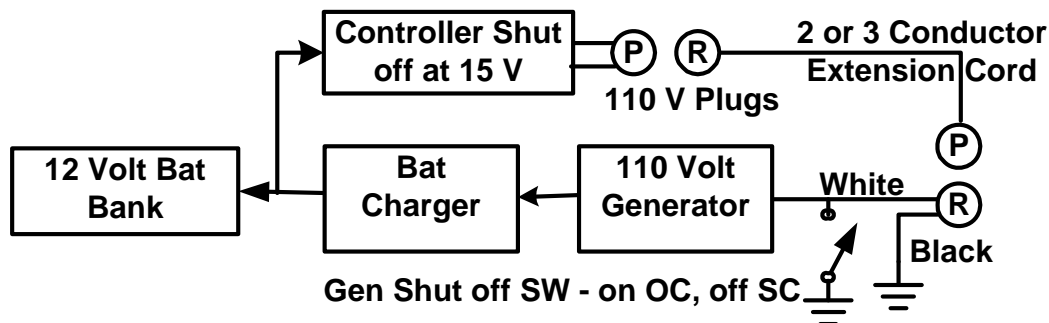 Controller Shut
off at 15 V
P
R
2 or 3 Conductor
Extension Cord
110 V Plugs
P
12 Volt Bat
Bank
Bat
Charger
110 Volt
Generator
White
R
Black
Gen Shut off SW - on OC, off SC